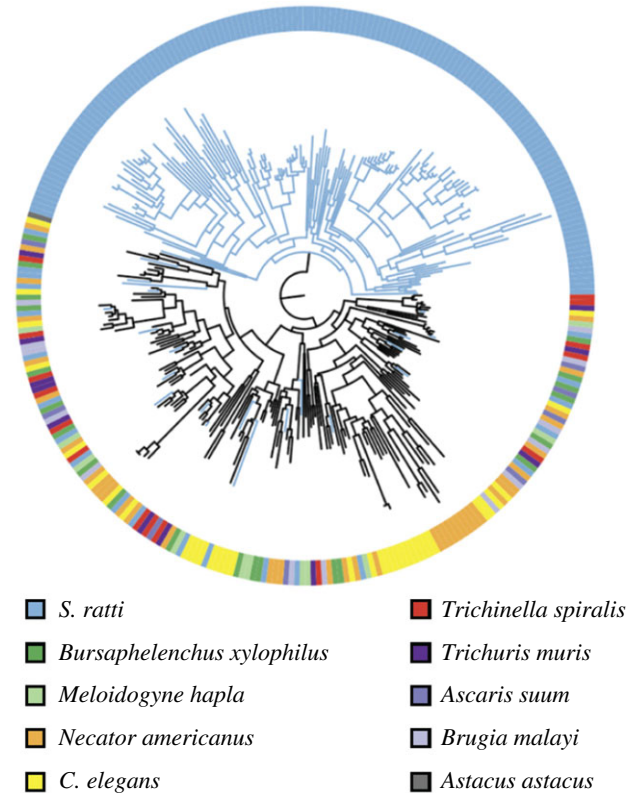 S. ratti
Bursaphelenchus xylophilus
Meloidogyne hapla
Necator americanus
C. elegans
Trichinella spiralis
Trichuris muris
Ascaris suum
Brugia malayi
Astacus astacus